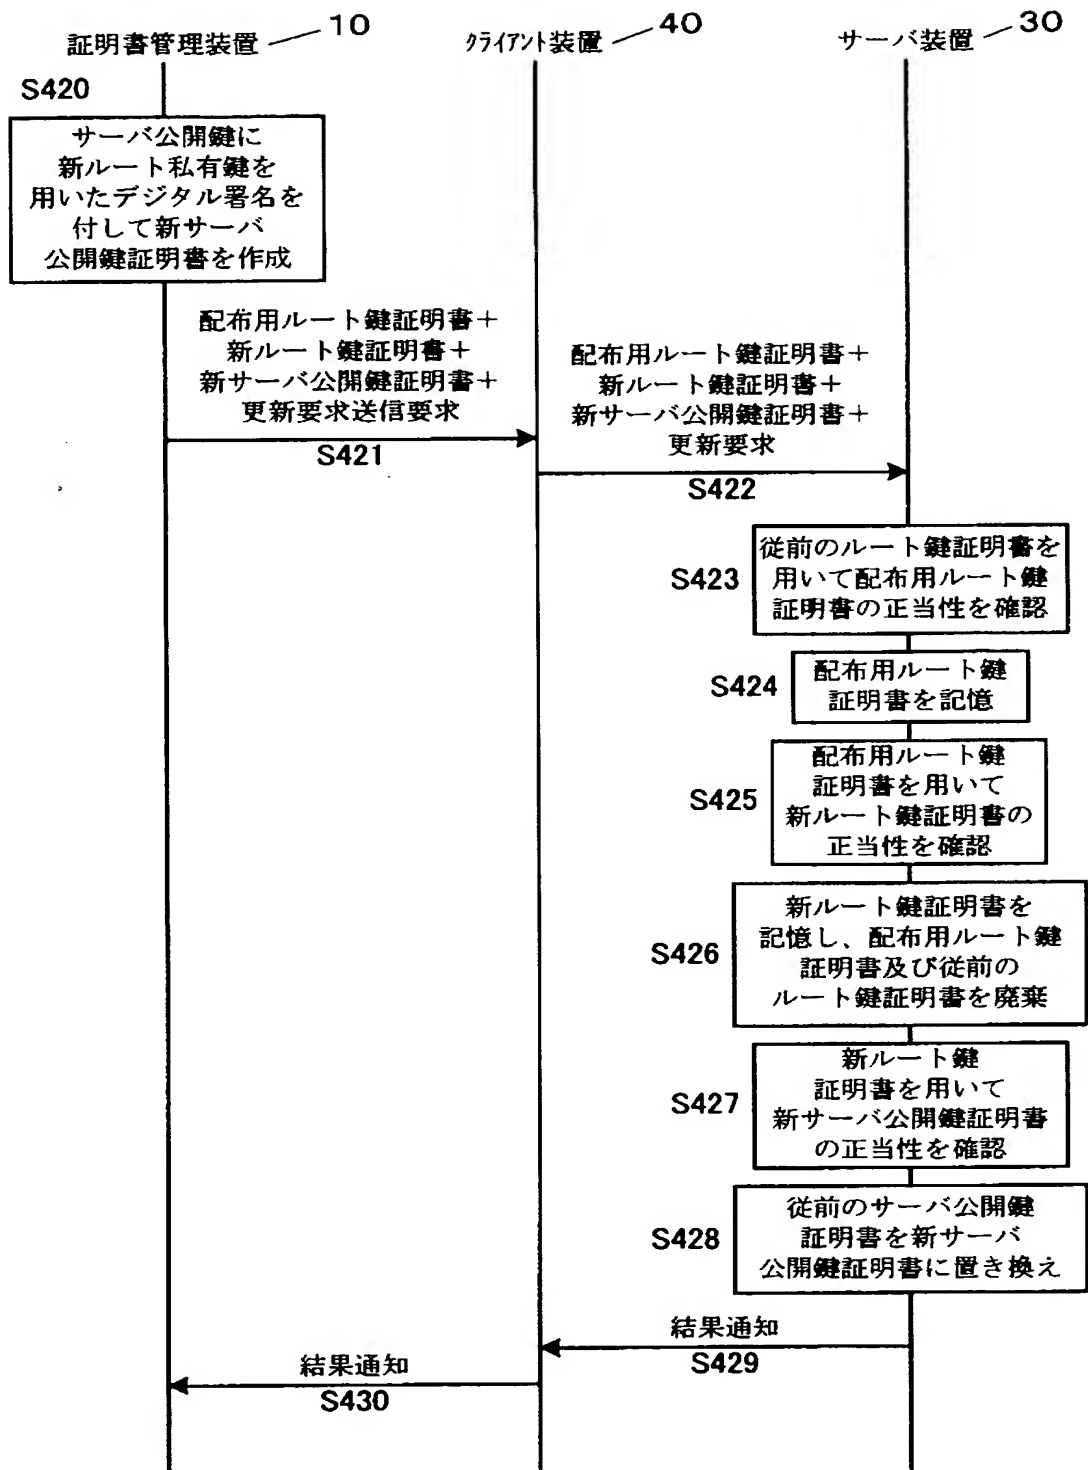 証明書管理装置 10
クライアント装置 40
サーバ装置 30
S420
サーバ公開鍵に
新ルート私有鍵を
用いたデジタル署名を
付して新サーバ
公開鍵証明書を作成
配布用ルート鍵証明書＋
新ルート鍵証明書＋
新サーバ公開鍵証明書＋
更新要求送信要求
S421
配布用ルート鍵証明書＋
新ルート鍵証明書＋
新サーバ公開鍵証明書＋
更新要求
S422
S423
従前のルート鍵証明書を
用いて配布用ルート鍵
証明書の正当性を確認
S424
配布用ルート鍵
証明書を記憶
S425
配布用ルート鍵
証明書を用いて
新ルート鍵証明書の
正当性を確認
S426
新ルート鍵証明書を
記憶し、配布用ルート鍵
証明書及び従前の
ルート鍵証明書を廃棄
S427
新ルート鍵
証明書を用いて
新サーバ公開鍵証明書
の正当性を確認
S428
従前のサーバ公開鍵
証明書を新サーバ
公開鍵証明書に置き換え
結果通知
S429
結果通知
S430